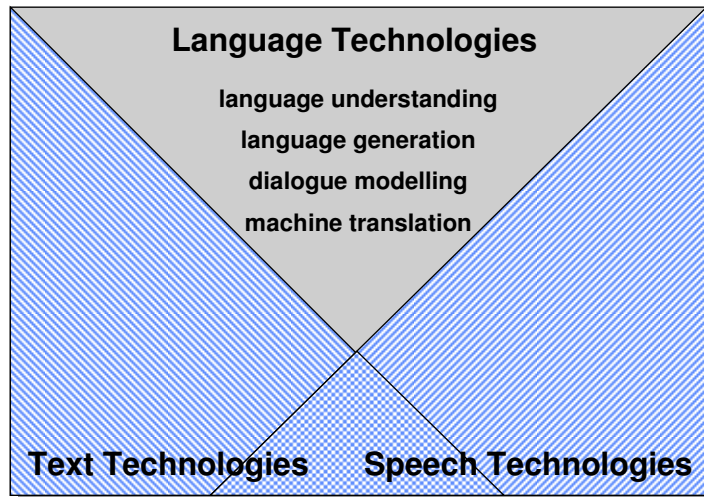 Language Technologies
language understanding
language generation
dialogue modelling
machine translation
Text Technologies
Speech Technologies